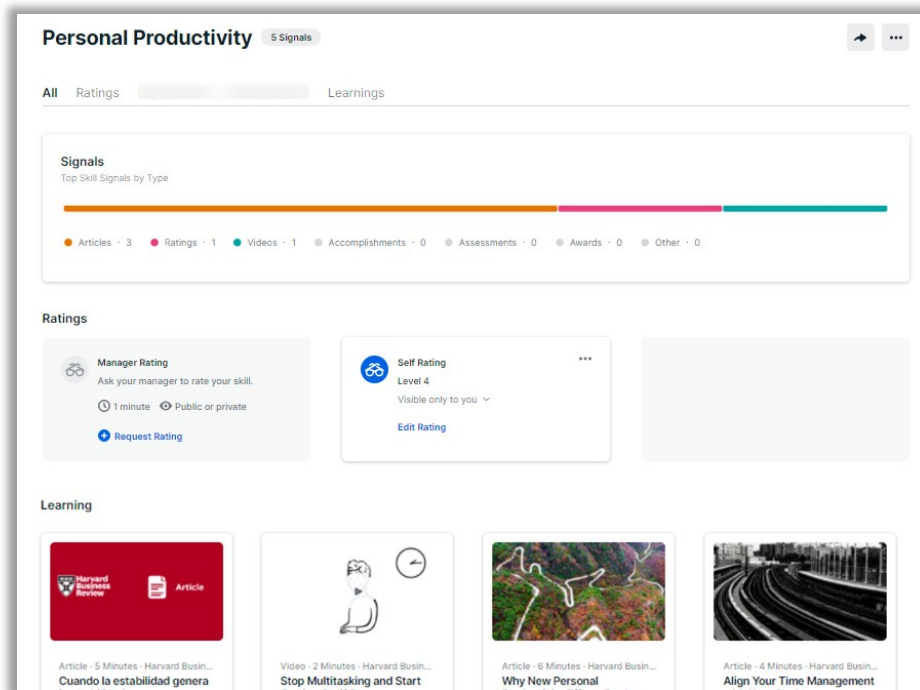 Personal Productivity 5 Signals
All Ratings Learnings
Signals
Top Skill Signals by Type
Articles · 3 Ratings · 1 Videos · 1 Accomplishments · 0 Assessments · 0 Awards · 0 Other · 0
Ratings
Manager Rating
Ask your manager to rate your skill.
1 minute Public or private
Request Rating
Self Rating
Level 4
Visible only to you
Edit Rating
Learning
Harvard
Business
Review
Article
Article · 5 Minutes · Harvard Busin...
Cuando la estabilidad genera
Video · 2 Minutes · Harvard Busin...
Stop Multitasking and Start
Article · 6 Minutes · Harvard Busin...
Why New Personal
Article · 4 Minutes · Harvard Busin...
Align Your Time Management